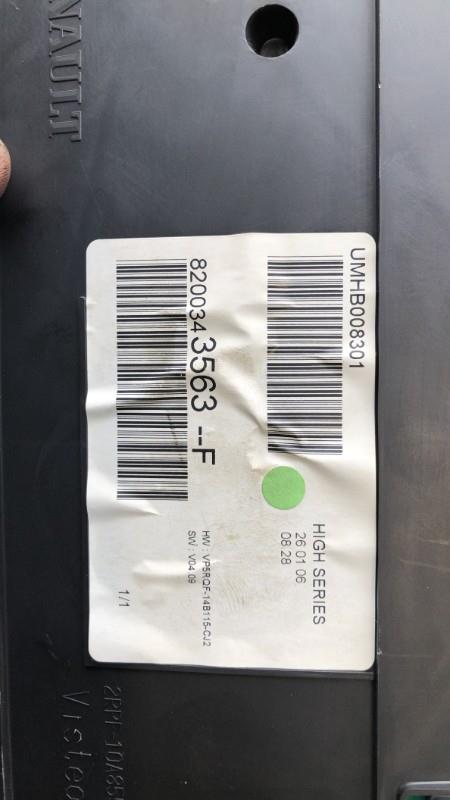 NAULT
UMHB008301
8200343563 --F
HIGH SERIES
26 01 06
08 28
HW : VP5RQF-14B115-CJ2
SW : V04 09
1/1